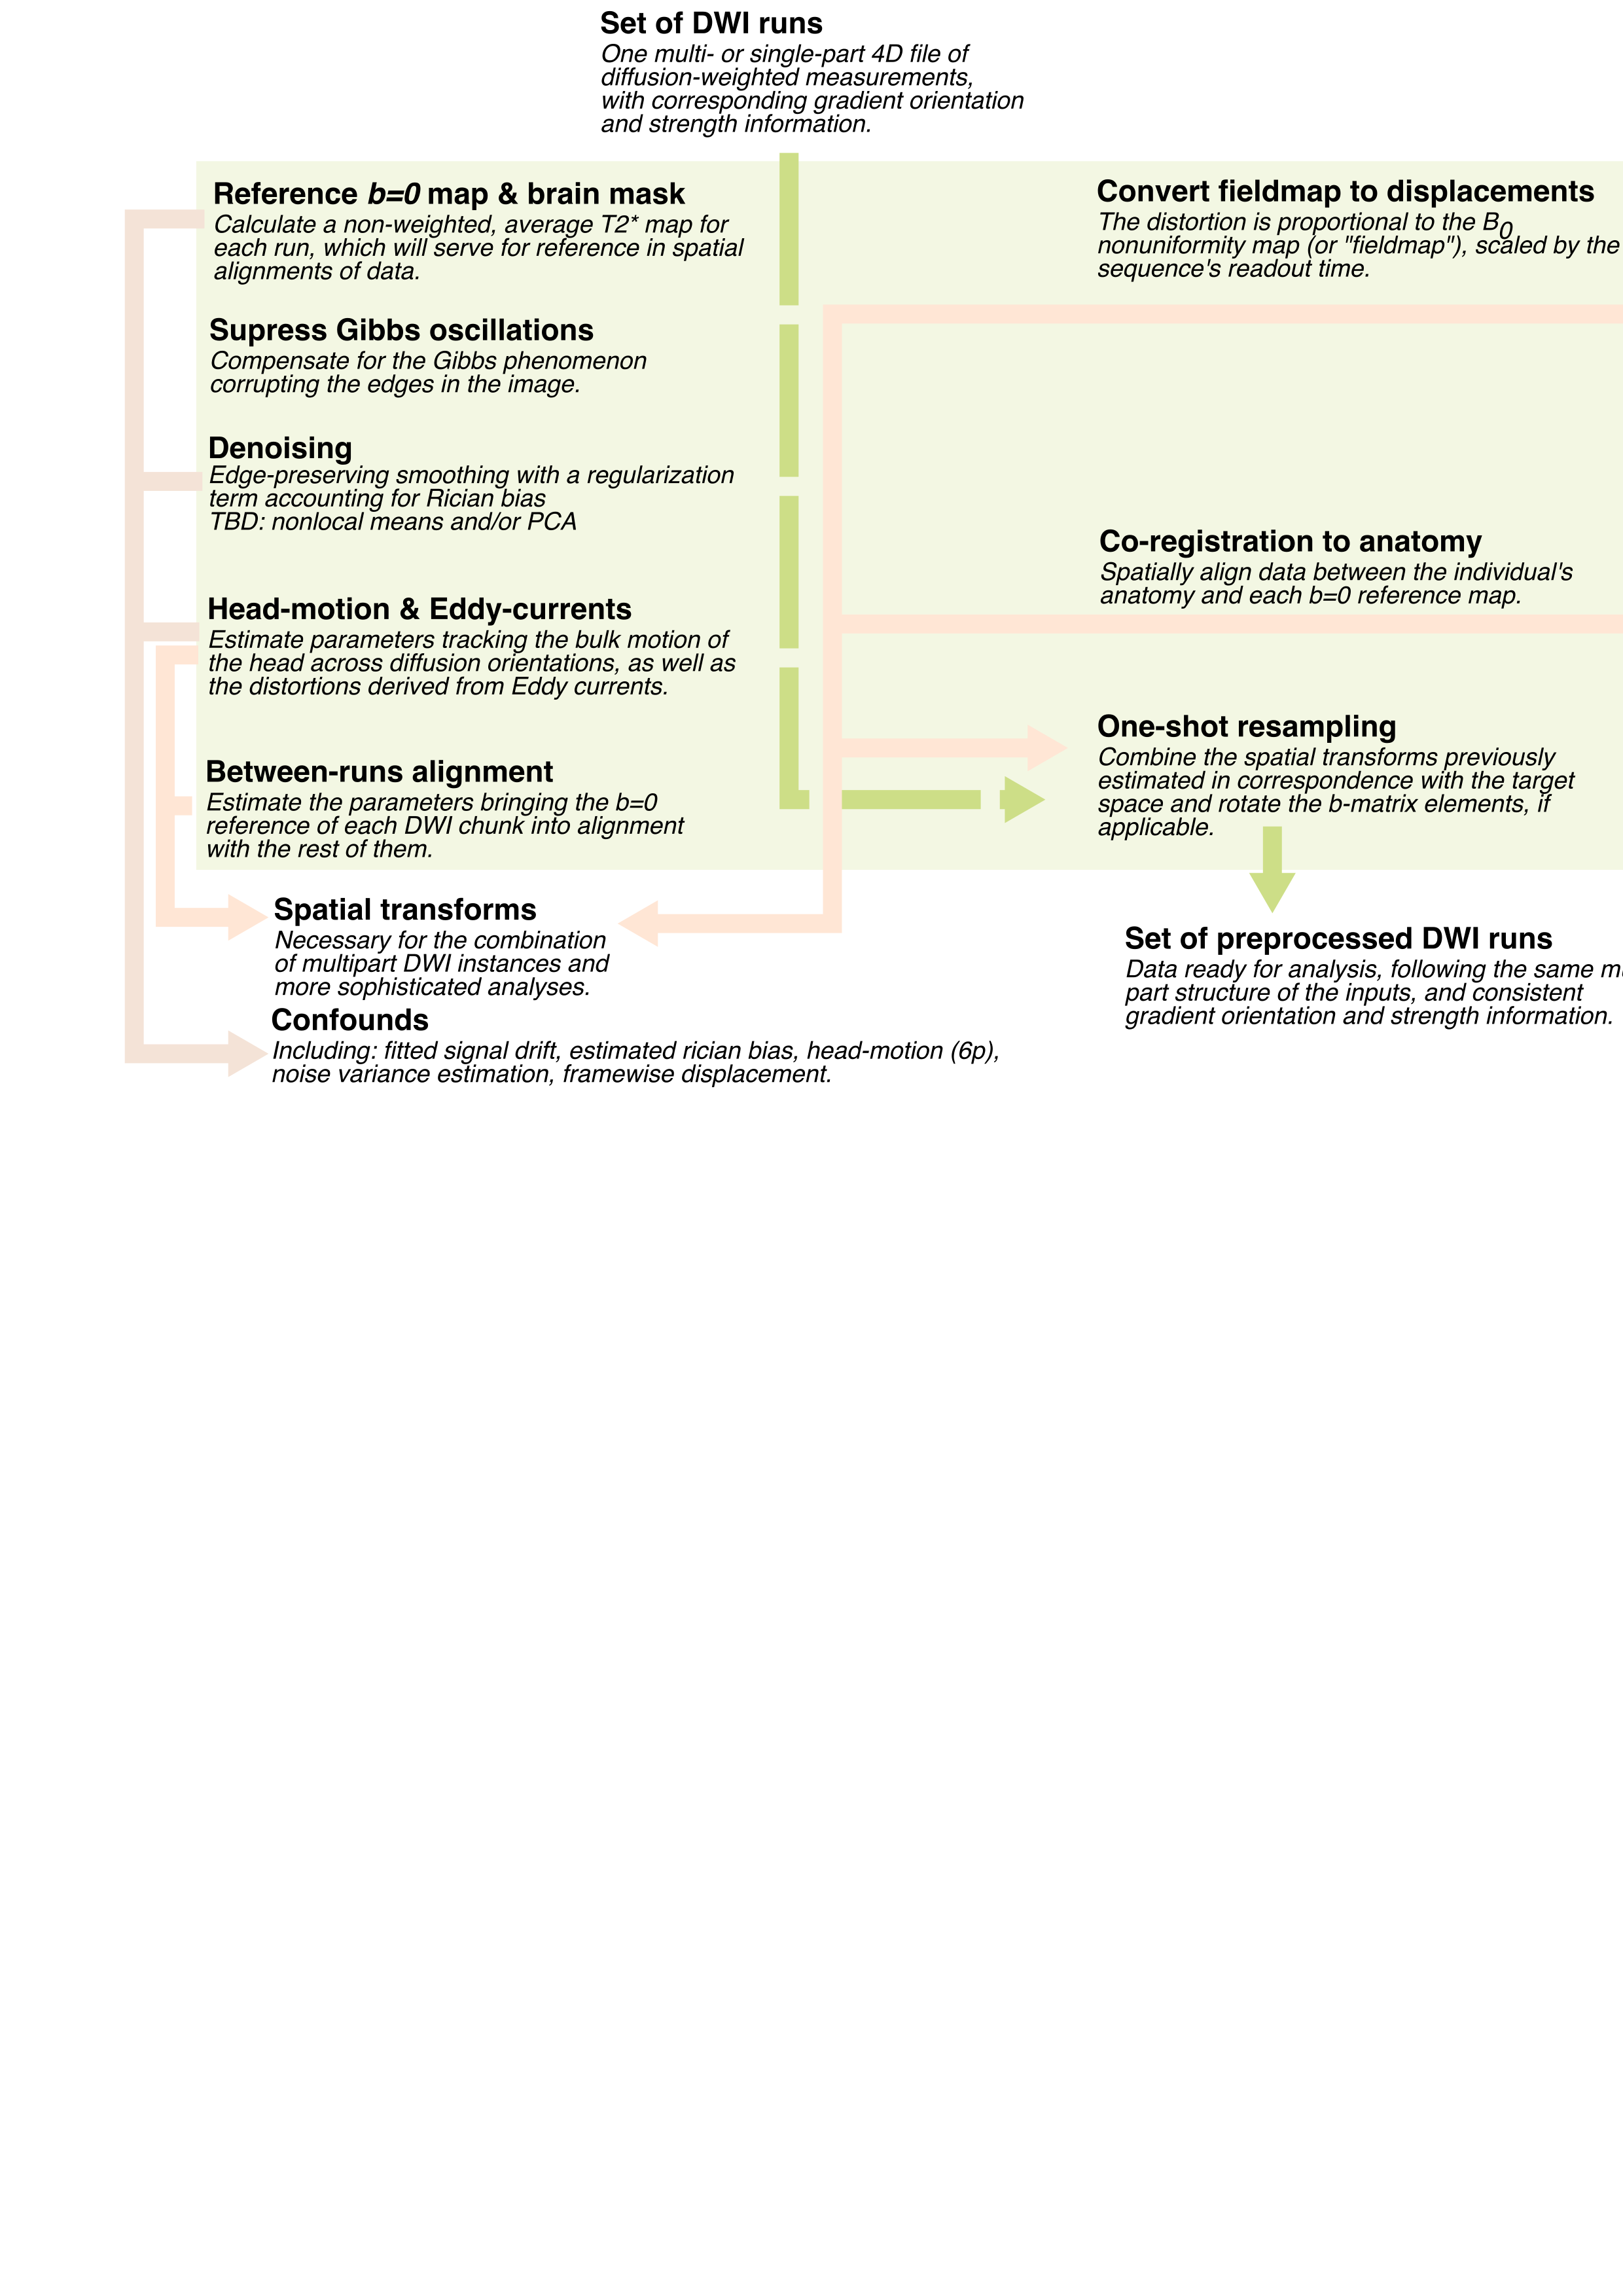 Set of DWI runs
One multi- or single-part 4D file of
diffusion-weighted measurements,
with corresponding gradient orientation
and strength information.
Reference b=0 map & brain mask
Calculate a non-weighted, average T2* map for
each run, which will serve for reference in spatial
alignments of data.
Supress Gibbs oscillations
Compensate for the Gibbs phenomenon
corrupting the edges in the image.
Denoising
Edge-preserving smoothing with a regularization
term accounting for Rician bias
TBD: nonlocal means and/or PCA
Head-motion & Eddy-currents
Estimate parameters tracking the bulk motion of
the head across diffusion orientations, as well as
the distortions derived from Eddy currents.
Between-runs alignment
Estimate the parameters bringing the b=0
reference of each DWI chunk into alignment
with the rest of them.
Convert fieldmap to displacements
The distortion is proportional to the B0
nonuniformity map (or "fieldmap"), scaled by the
sequence's readout time.
Co-registration to anatomy
Spatially align data between the individual's
anatomy and each b=0 reference map.
One-shot resampling
Combine the spatial transforms previously
estimated in correspondence with the target
space and rotate the b-matrix elements, if
applicable.
Spatial transforms
Necessary for the combination
of multipart DWI instances and
more sophisticated analyses.
Confounds
Including: fitted signal drift, estimated rician bias, head-motion (6p),
noise variance estimation, framewise displacement.
Set of preprocessed DWI runs
Data ready for analysis, following the same
part structure of the inputs, and consistent
gradient orientation and strength information.